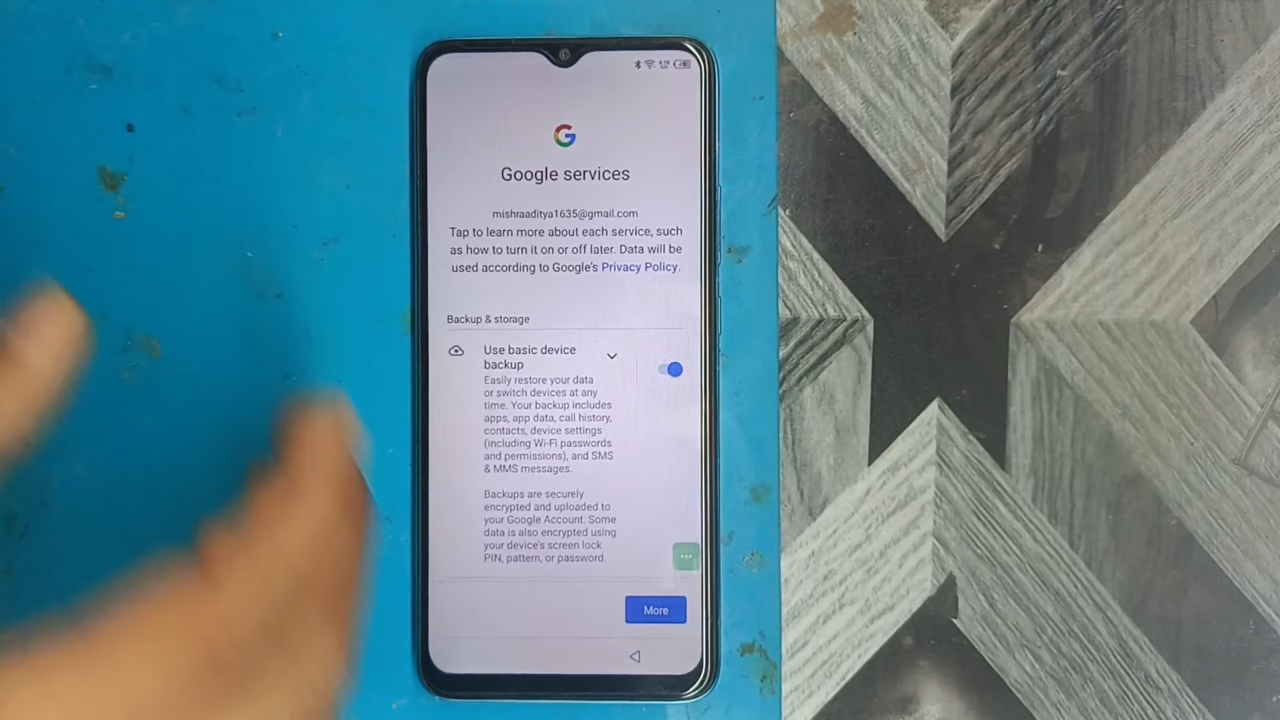 Google services
mishraaditya1635@gmail.com
Tap to learn more about each service, such
as how to turn it on or off later. Data will be
used according to Google's Privacy Policy.
Backup & storage
Use basic device
backup
Easily restore your data
or switch devices at any
time. Your backup includes
apps, app data, call history,
contacts, device settings
(including Wi-Fi passwords
and permissions), and SMS
& MMS messages.
Backups are securely
encrypted and uploaded to
your Google Account. Some
data is also encrypted using
your device's screen lock
PIN, pattern, or password.
More